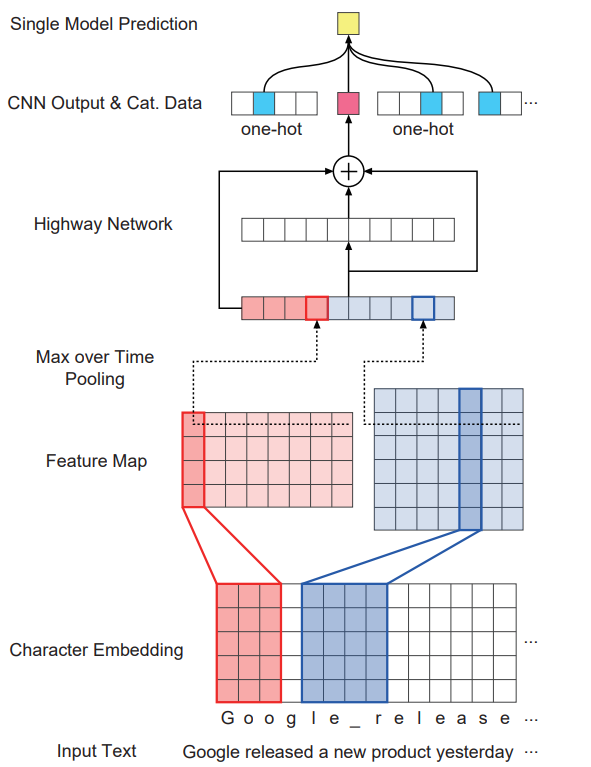 Single Model Prediction
CNN Output & Cat. Data
...
one-hot
one-hot
Highway Network
Max over Time
Pooling
Feature Map
Character Embedding
...
G o o g l e _ r e l e a s e ...
Input Text
Google released a new product yesterday ...